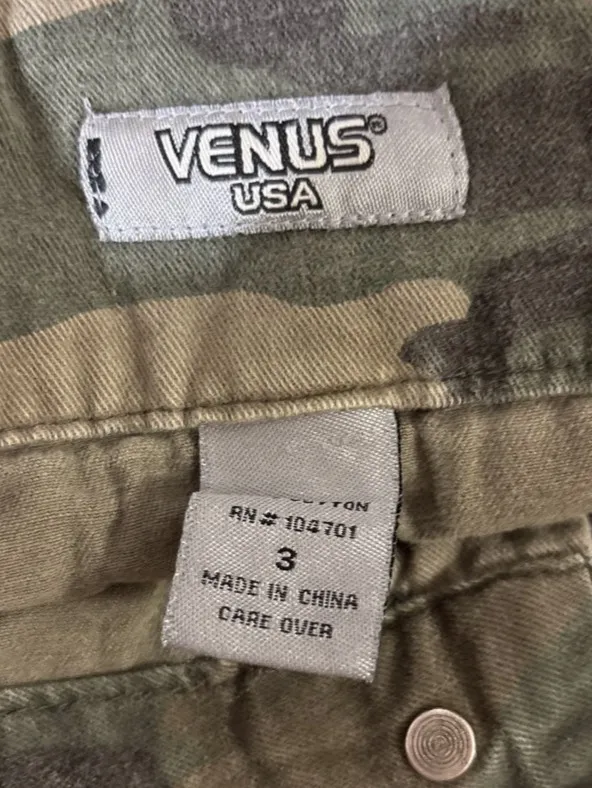 VENUS®
USA
RN# 104701
3
MADE IN CHINA
CARE OVER